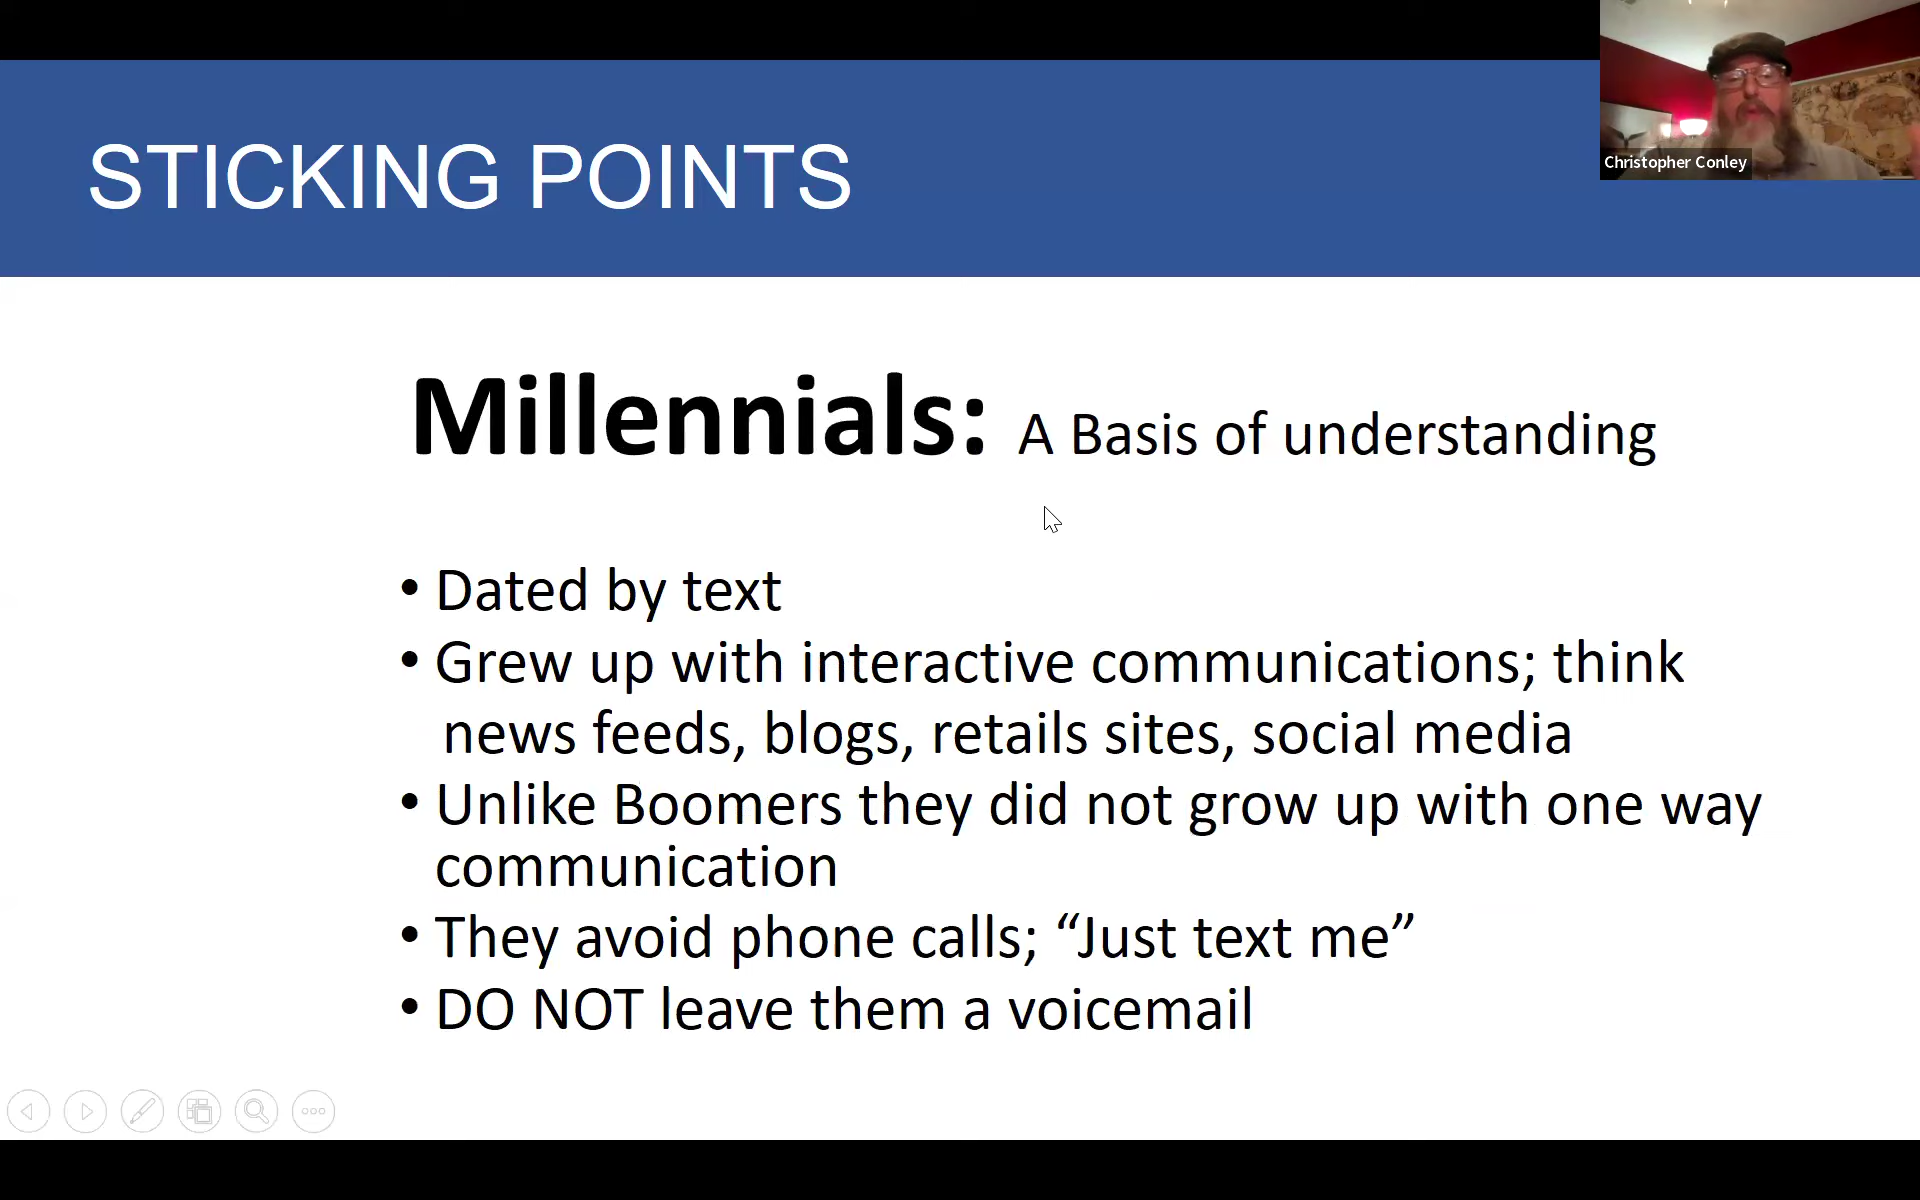 STICKING POINTS
Christopher Conley
Millennials: A Basis of understanding
• Dated by text
• Grew up with interactive communications; think
news feeds, blogs, retails sites, social media
• Unlike Boomers they did not grow up with one way
communication
• They avoid phone calls; “Just text me”
• DO NOT leave them a voicemail